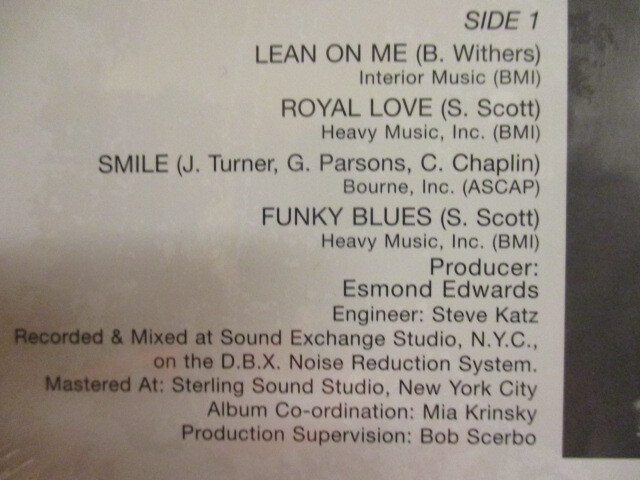 SIDE 1
LEAN ON ME (B. Withers)
Interior Music (BMI)
ROYAL LOVE (S. Scott)
Heavy Music, Inc. (BMI)
SMILE (J. Turner, G. Parsons, C. Chaplin)
Bourne, Inc. (ASCAP)
FUNKY BLUES (S. Scott)
Heavy Music, Inc. (BMI)
Producer:
Esmond Edwards
Engineer: Steve Katz
Recorded & Mixed at Sound Exchange Studio, N.Y.C.,
on the D.B.X. Noise Reduction System.
Mastered At: Sterling Sound Studio, New York City
Album Co-ordination: Mia Krinsky
Production Supervision: Bob Scerbo